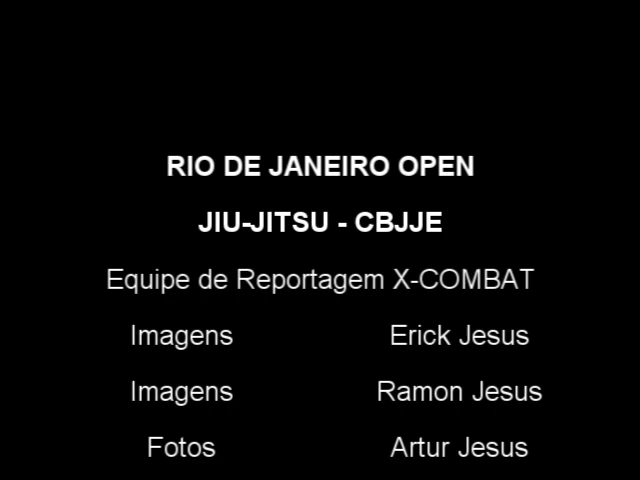 RIO DE JANEIRO OPEN
JIU-JITSU - CBJJE
Equipe de Reportagem X-COMBAT
Imagens Erick Jesus
Imagens Ramon Jesus
Fotos Artur Jesus